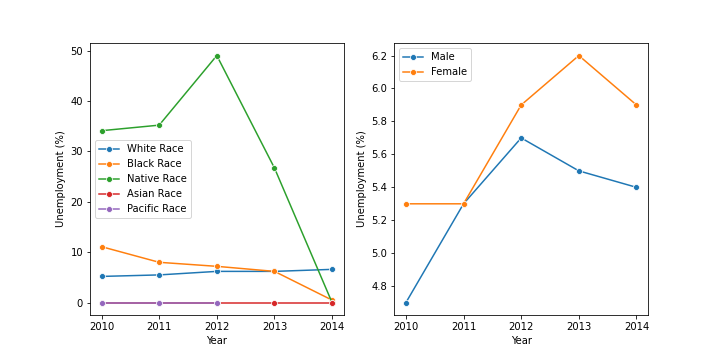 50
40
30
20
10
0
Unemployment (%)
White Race
Black Race
Native Race
Asian Race
Pacific Race
2010 2011 2012 2013 2014
Year
6.2
6.0
5.8
5.6
5.4
5.2
5.0
4.8
Unemployment (%)
Male
Female
2010 2011 2012 2013 2014
Year